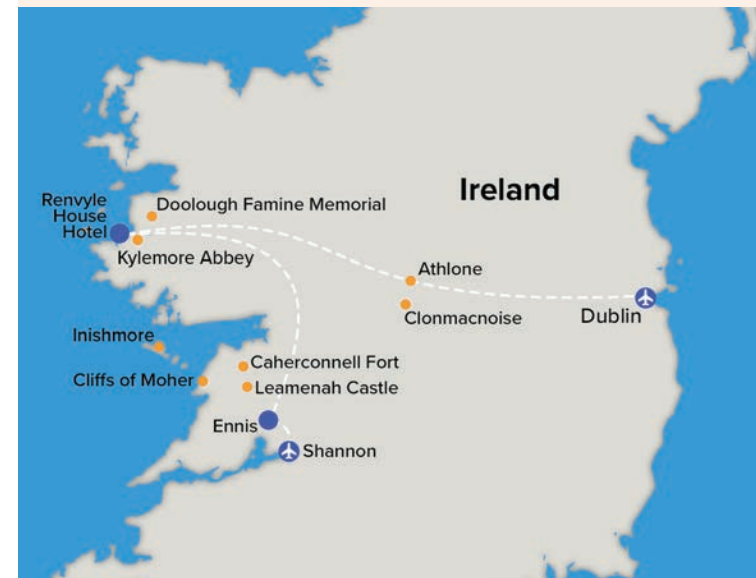 Ireland
Renvyle
House
Hotel
Doolough Famine Memorial
Kylemore Abbey
Athlone
Clonmacnoise
Dublin
Inishmore
Cliffs of Moher
Caherconnell Fort
Leamenah Castle
Ennis
Shannon